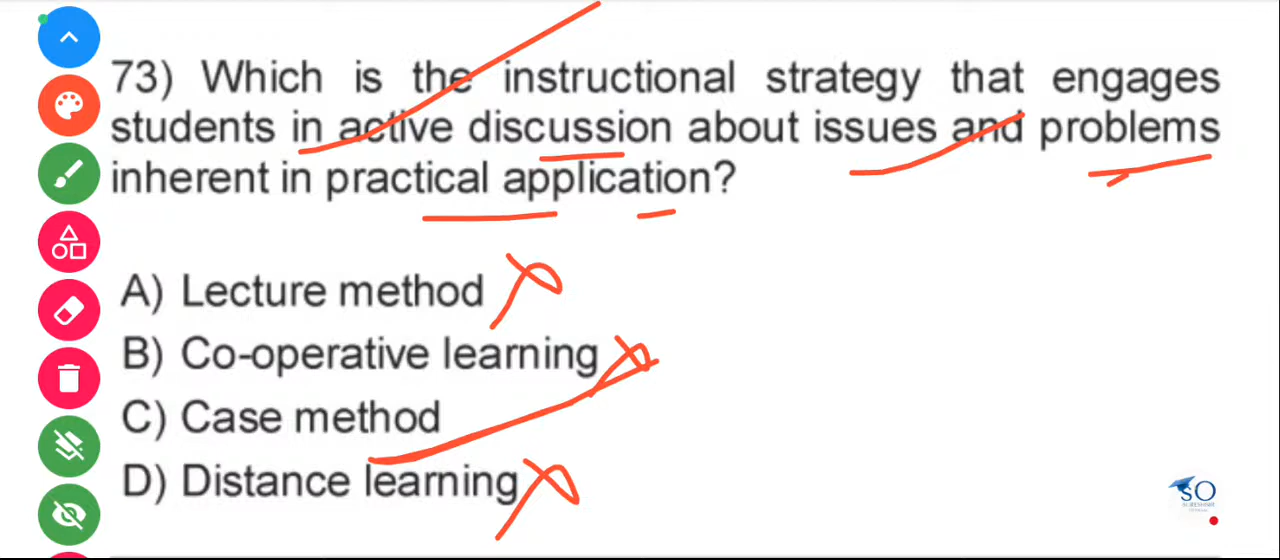 73) Which is the instructional strategy that engages
students in active discussion about issues and problems
inherent in practical application?
A) Lecture method
B) Co-operative learning
C) Case method
D) Distance learning
SO